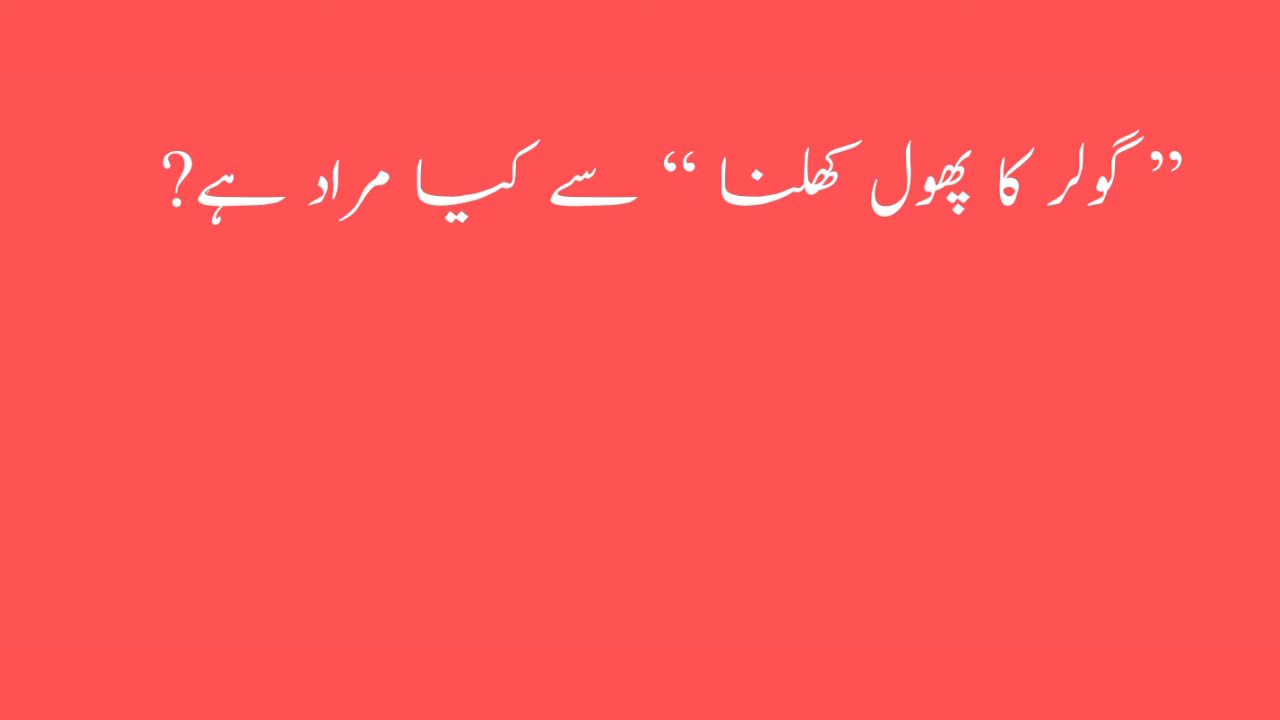 ”گولر کا پھول کھلنا “ سے کیا مراد ہے?